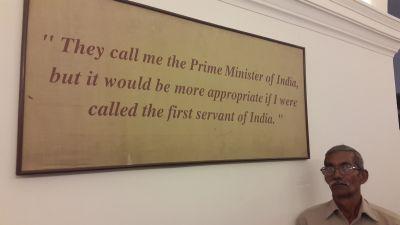 " They call me the Prime Minister of India,
but it would be more appropriate if I were
called the first servant of India. "